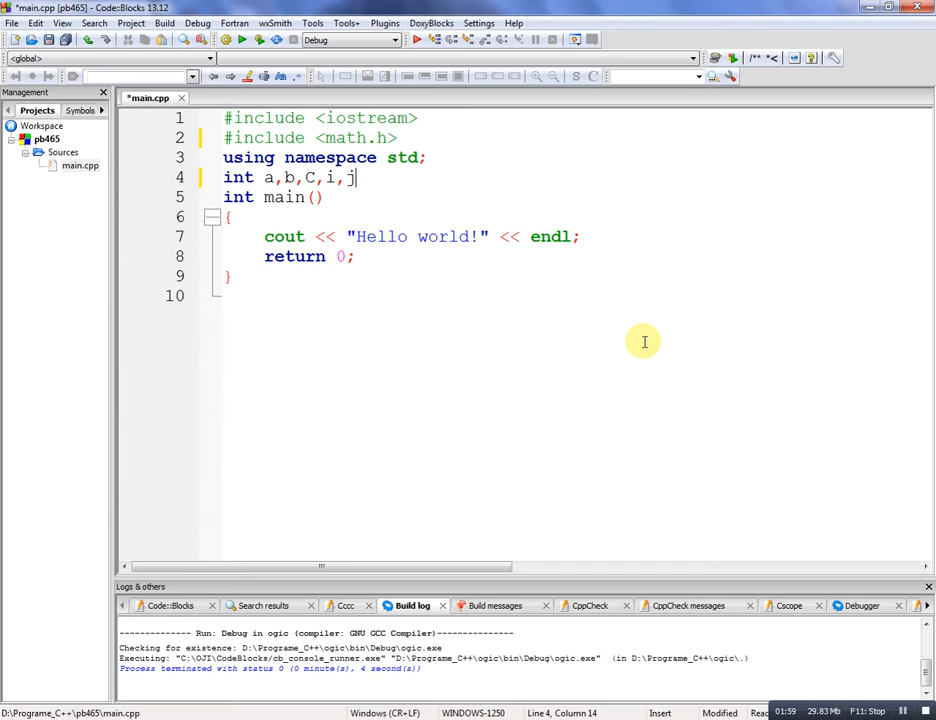 *main.cpp [pb465] - Code::Blocks 13.12
File Edit View Search Project Build Debug Fortran wxSmith Tools Tools+ Plugins DoxyBlocks Settings Help
Debug
<global>
/** *<
S C
Management
Projects Symbols
Workspace
pb465
Sources
main.cpp
*main.cpp
1 #include <iostream>
2 #include <math.h>
3 using namespace std;
4 int a,b,C,i,j
5 int main()
6 {
7 cout << "Hello world!" << endl;
8 return 0;
9 }
10
Logs & others
Code::Blocks Search results Cccc Build log Build messages CppCheck CppCheck messages Cscope Debugger
-------------- Run: Debug in ogic (compiler: GNU GCC Compiler)---------------
Checking for existence: D:\Programe_C++\ogic\bin\Debug\ogic.exe
Executing: "C:\OJI\CodeBlocks/cb_console_runner.exe" "D:\Programe_C++\ogic\bin\Debug\ogic.exe"  (in D:\Programe_C++\ogic\.)
Process terminated with status 0 (0 minute(s), 4 second(s))
D:\Programe_C++\pb465\main.cpp Windows (CR+LF) WINDOWS-1250 Line 4, Column 14 Insert Modified Rea 01:59 29.83 MB F11: Stop